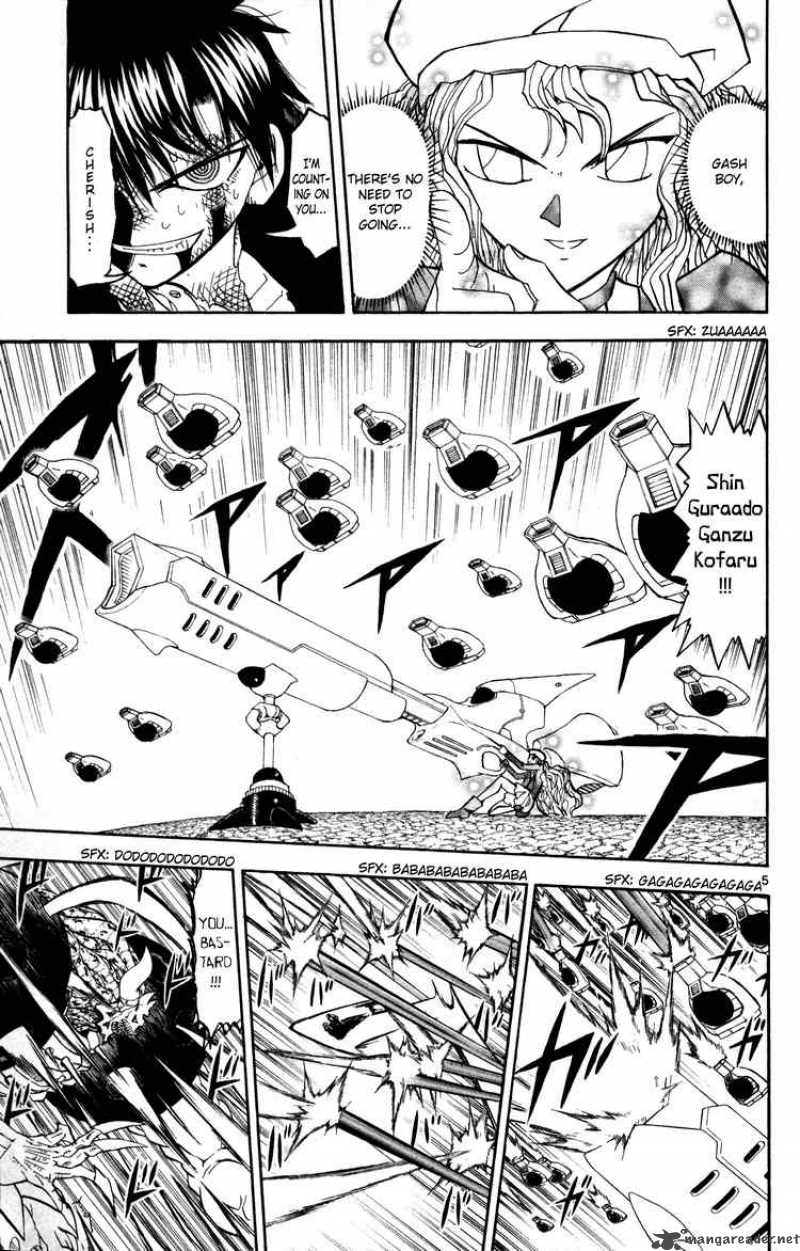 GASH
BOY,
THERE'S NO
NEED TO
STOP
GOING...
I'M
COUNT-
ING ON
YOU...
CHERISH...
SFX: ZUAAAAAA
Shin
Guraado
Ganzu
Kofaru
!!!
SFX: GAGAGAGAGAGAGA
5
SFX: BABABABABABABABA
SFX: DODODODODODODO
YOU...
BAS-
TARD
!!!
mangareader.net